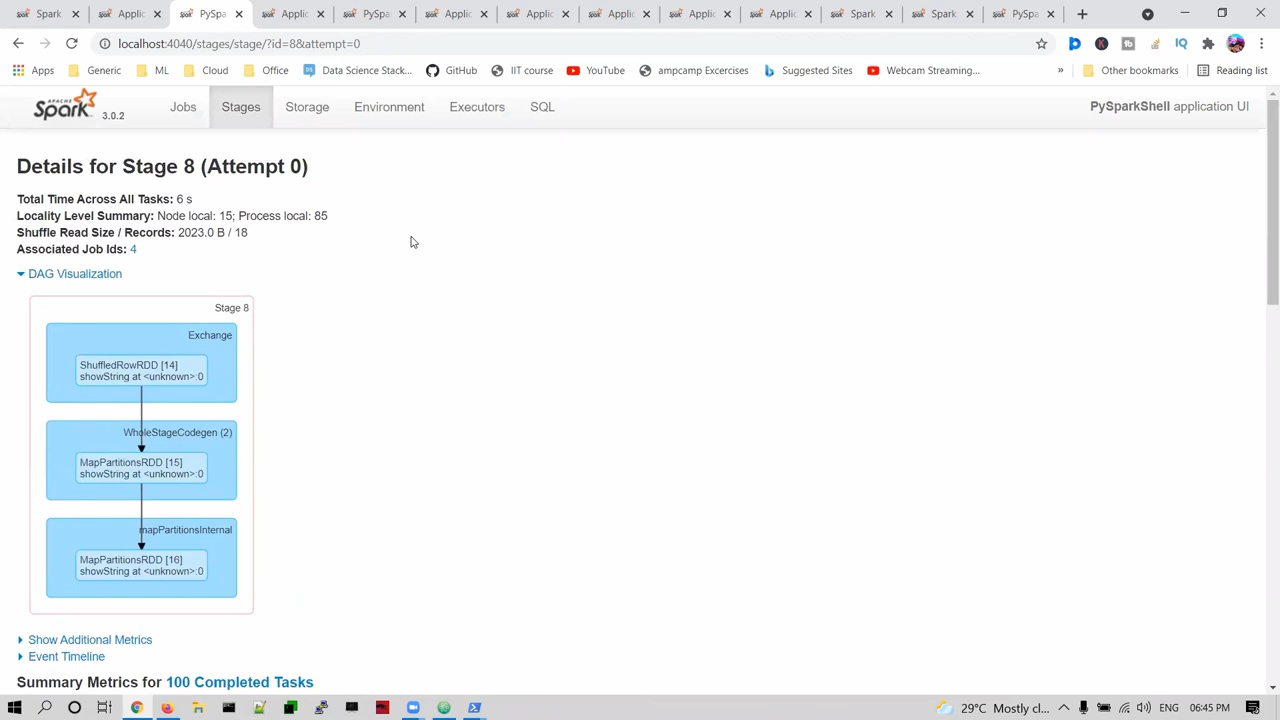 Spark
Applic
PySpa
Applic
PySpa
Applic
Applic
Applic
Applic
Applic
Spark
Spark
PySpa
localhost:4040/stages/stage/?id=8&attempt=0
Apps
Generic
ML
Cloud
Office
Data Science Stack...
GitHub
IIT course
YouTube
ampcamp Excercises
Suggested Sites
Webcam Streaming...
»
Other bookmarks
Reading list
APACHE
Spark 3.0.2
Jobs
Stages
Storage
Environment
Executors
SQL
PySparkShell application UI
Details for Stage 8 (Attempt 0)
Total Time Across All Tasks: 6 s
Locality Level Summary: Node local: 15; Process local: 85
Shuffle Read Size / Records: 2023.0 B / 18
Associated Job Ids: 4
DAG Visualization
Stage 8
Exchange
ShuffledRowRDD [14]
showString at <unknown>:0
WholeStageCodegen (2)
MapPartitionsRDD [15]
showString at <unknown>:0
mapPartitionsInternal
MapPartitionsRDD [16]
showString at <unknown>:0
Show Additional Metrics
Event Timeline
Summary Metrics for 100 Completed Tasks
29°C Mostly cl...
06:45 PM